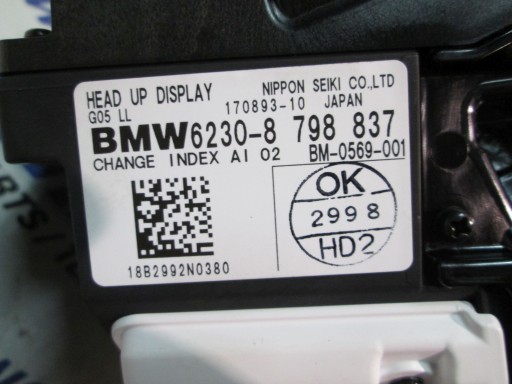 HEAD UP DISPLAY
NIPPON SEIKI CO.,LTD
G05 LL
170893-10 JAPAN
BMW6230-8 798 837
CHANGE INDEX AI 02
BM-0569-001
OK
2998
HD2
18B2992N0380